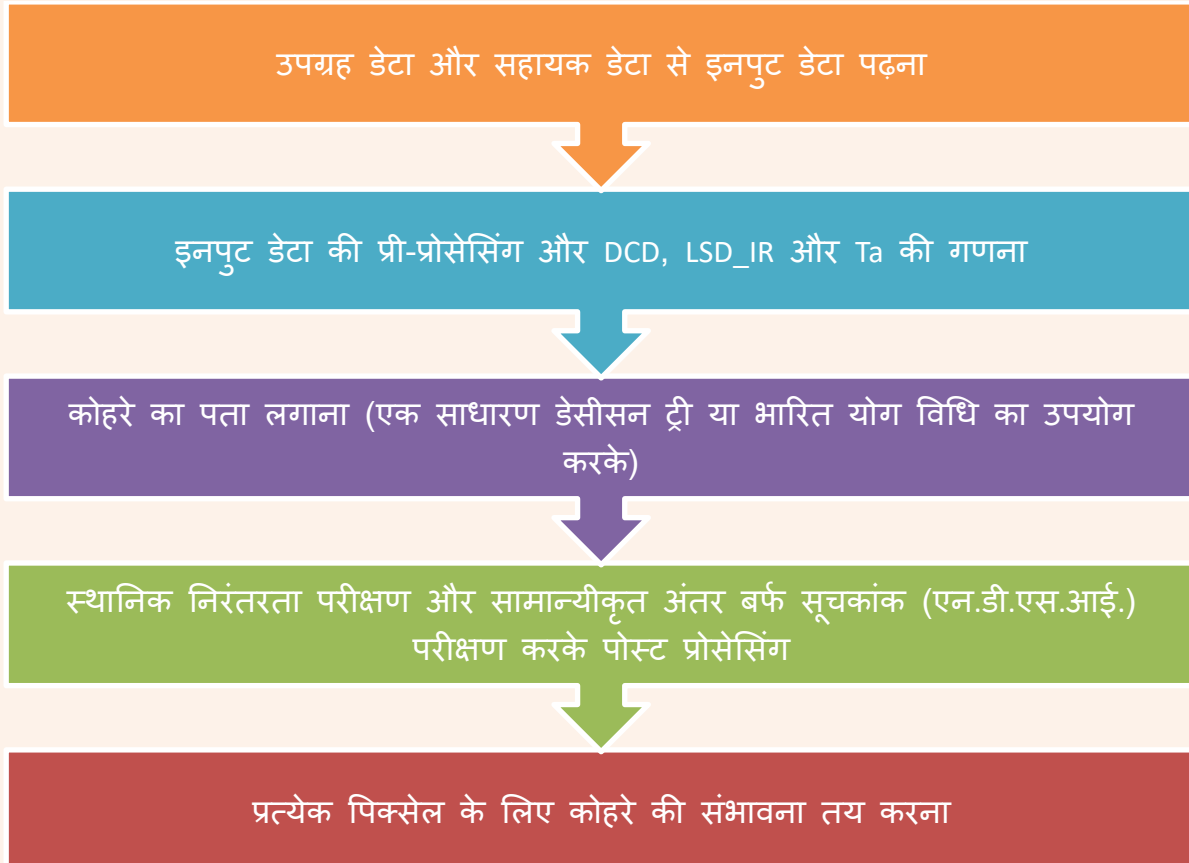 उपग्रह डेटा और सहायक डेटा से इनपुट डेटा पढ़ना
इनपुट डेटा की प्री-प्रोसेसिंग और DCD, LSD_IR और Ta की गणना
कोहरे का पता लगाना (एक साधारण डेसीसन ट्री या भारित योग विधि का उपयोग
करके)
स्थानिक निरंतरता परीक्षण और सामान्यीकृत अंतर बर्फ सूचकांक (एन.डी.एस.आई.)
परीक्षण करके पोस्ट प्रोसेसिंग
प्रत्येक पिक्सेल के लिए कोहरे की संभावना तय करना